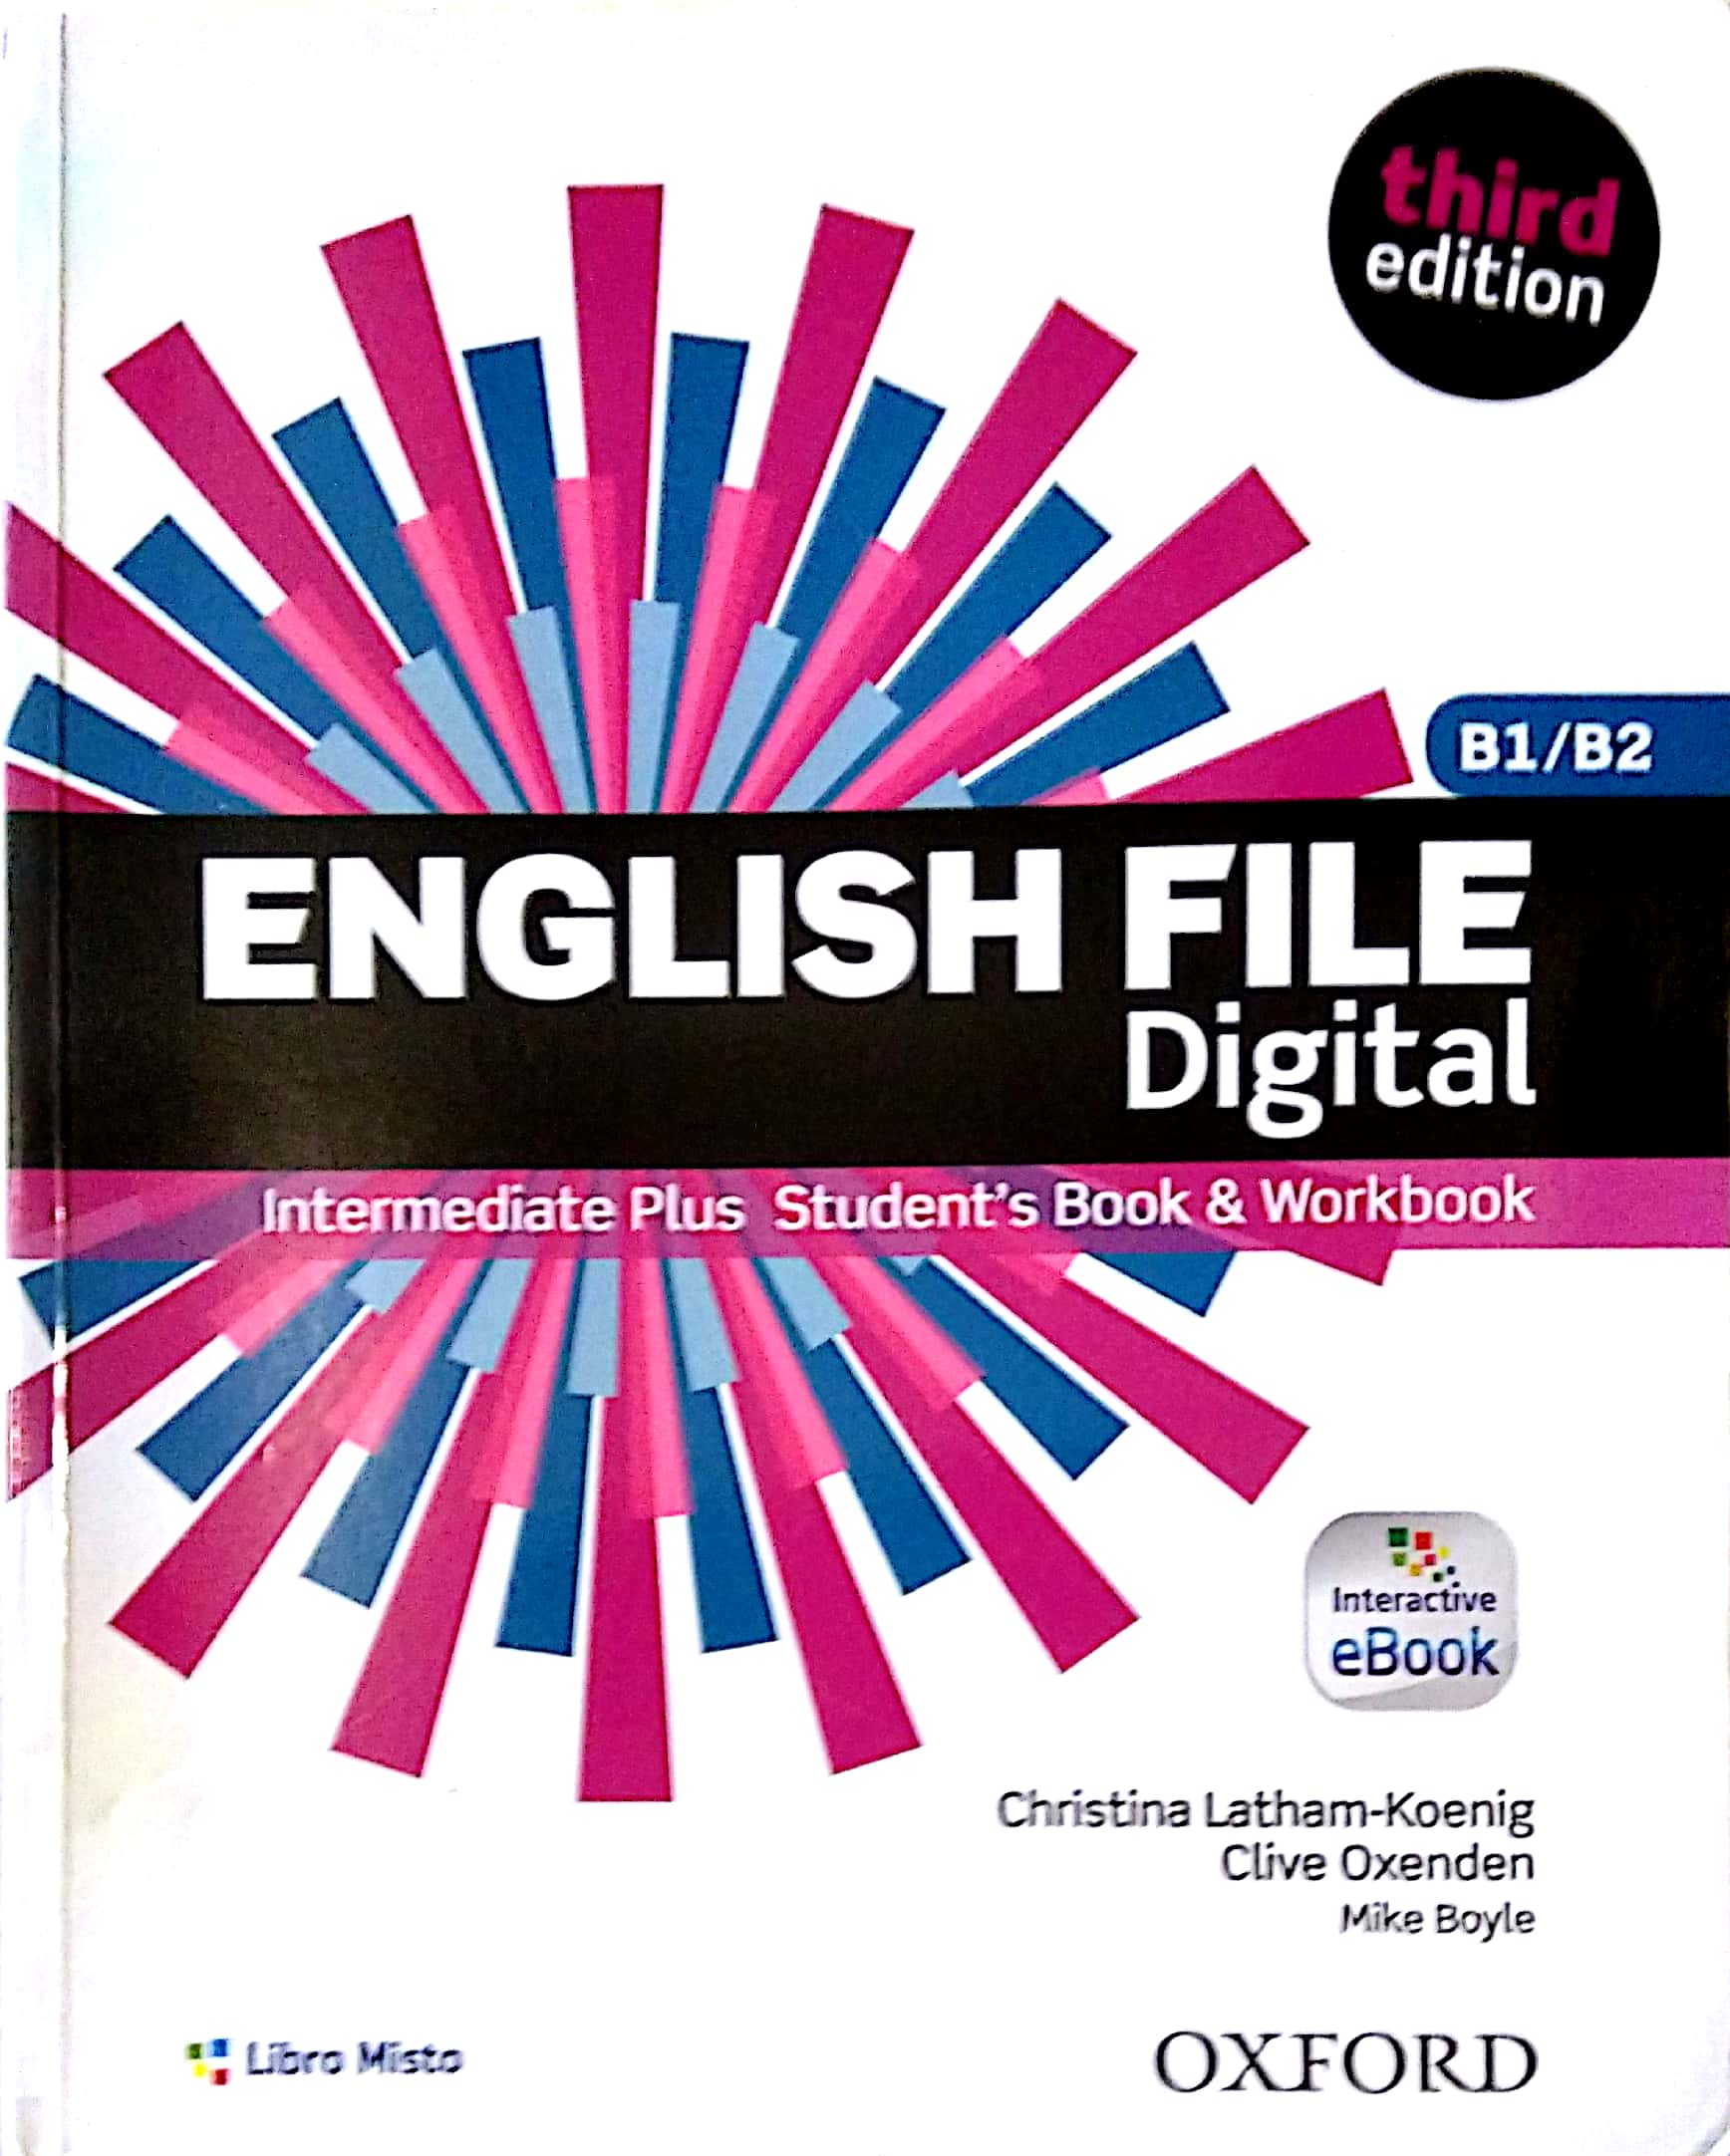 third
edition
B1/B2
ENGLISH FILE
Digital
Intermediate Plus Student's Book & Workbook
Interactive
eBook
Christina Latham-Koenig
Clive Oxenden
Mike Boyle
Libro Misto
OXFORD